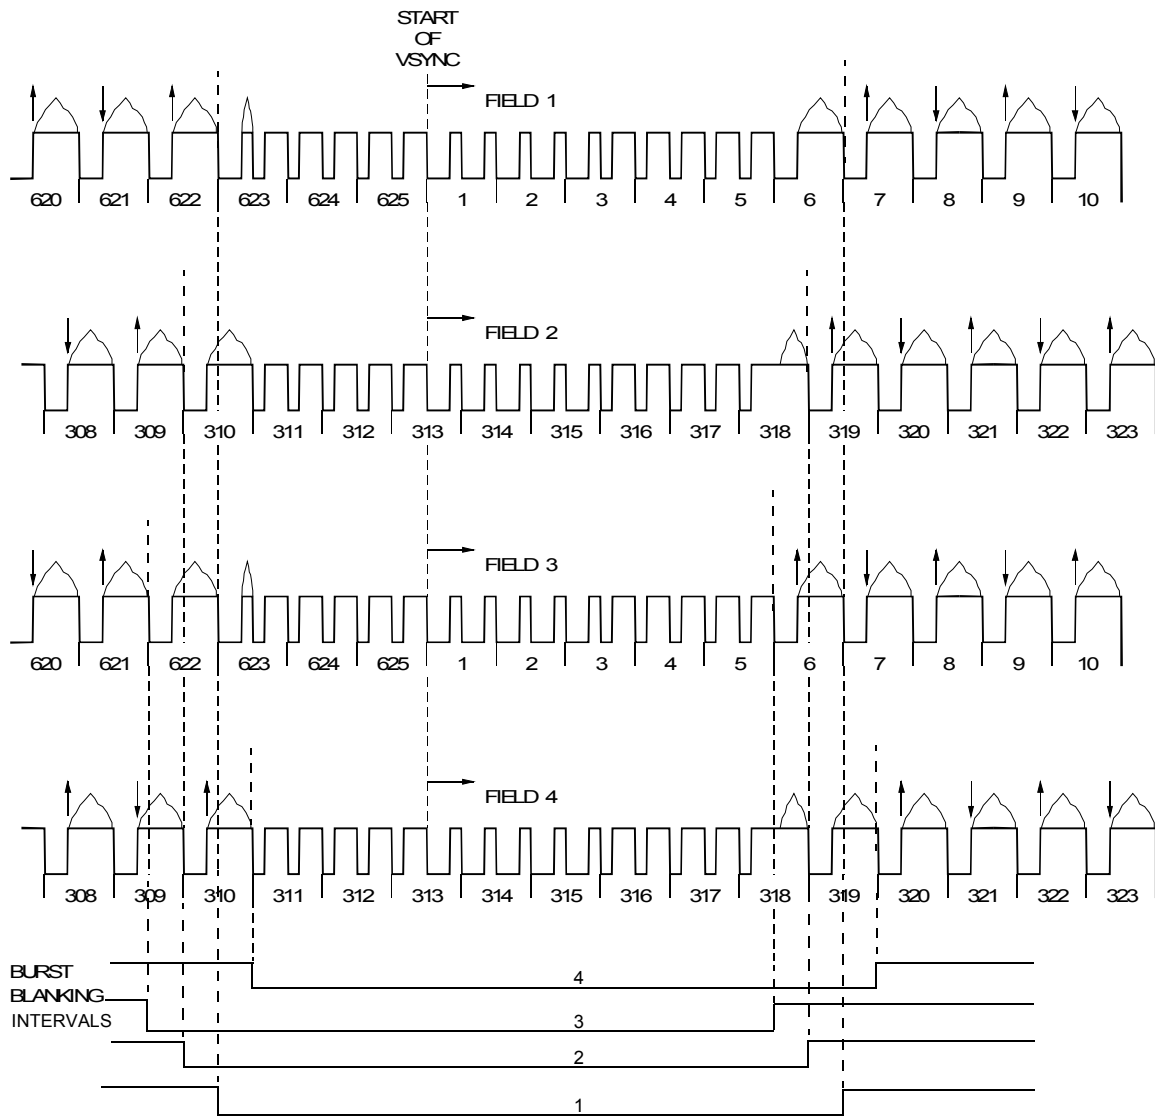 START
OF
VSYNC
FIELD 1
620 621 622 623 624 625 1 2 3 4 5 6 7 8 9 10
FIELD 2
308 309 310 311 312 313 314 315 316 317 318 319 320 321 322 323
FIELD 3
620 621 622 623 624 625 1 2 3 4 5 6 7 8 9 10
FIELD 4
308 309 310 311 312 313 314 315 316 317 318 319 320 321 322 323
BURST
BLANKING
INTERVALS
4
3
2
1